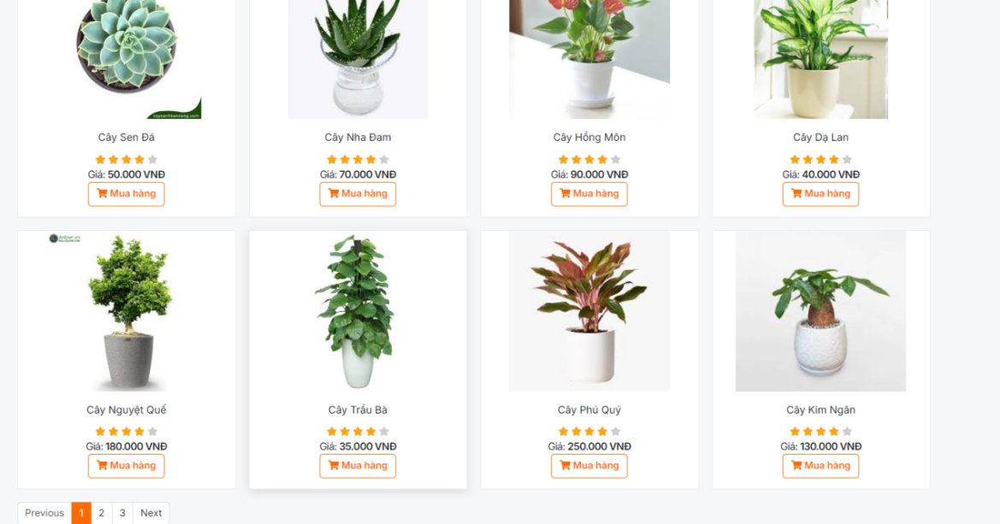 caycanhbancong.com
Cây Sen Đá
Cây Nha Đam
Cây Hồng Môn
Cây Dạ Lan
Giá: 50.000 VNĐ
Giá: 70.000 VNĐ
Giá: 90.000 VNĐ
Giá: 40.000 VNĐ
Mua hàng
Mua hàng
Mua hàng
Mua hàng
Cây Nguyệt Quế
Cây Trầu Bà
Cây Phú Quý
Cây Kim Ngân
Giá: 180.000 VNĐ
Giá: 35.000 VNĐ
Giá: 250.000 VNĐ
Giá: 130.000 VNĐ
Mua hàng
Mua hàng
Mua hàng
Mua hàng
Previous 1 2 3 Next